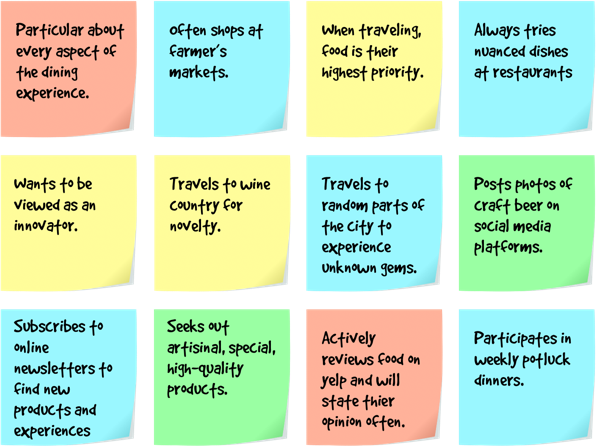 Particular about
every aspect of
the dining
experience.
Often shops at
farmer's
markets.
When traveling,
food is their
highest priority.
Always tries
nuanced dishes
at restaurants
Wants to be
viewed as an
innovator.
Travels to wine
country for
novelty.
Travels to
random parts of
the city to
experience
unknown gems.
Posts photos of
craft beer on
social media
platforms.
Subscribes to
online
newsletters to
find new
products and
experiences
Seeks out
artisinal, special,
high-quality
products.
Actively
reviews food on
yelp and will
state thier
opinion often.
Participates in
weekly potluck
dinners.